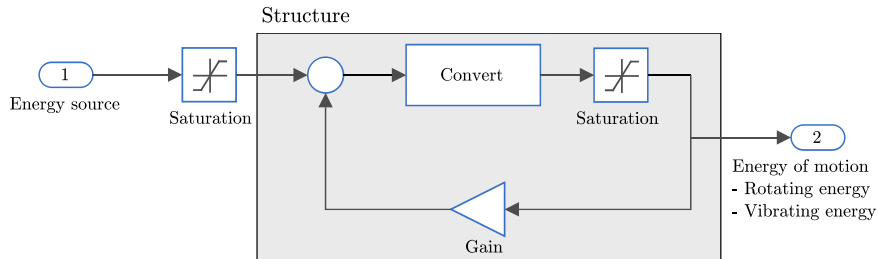 Structure
1
Convert
Energy source
Saturation
Saturation
2
Energy of motion
- Rotating energy
- Vibrating energy
Gain